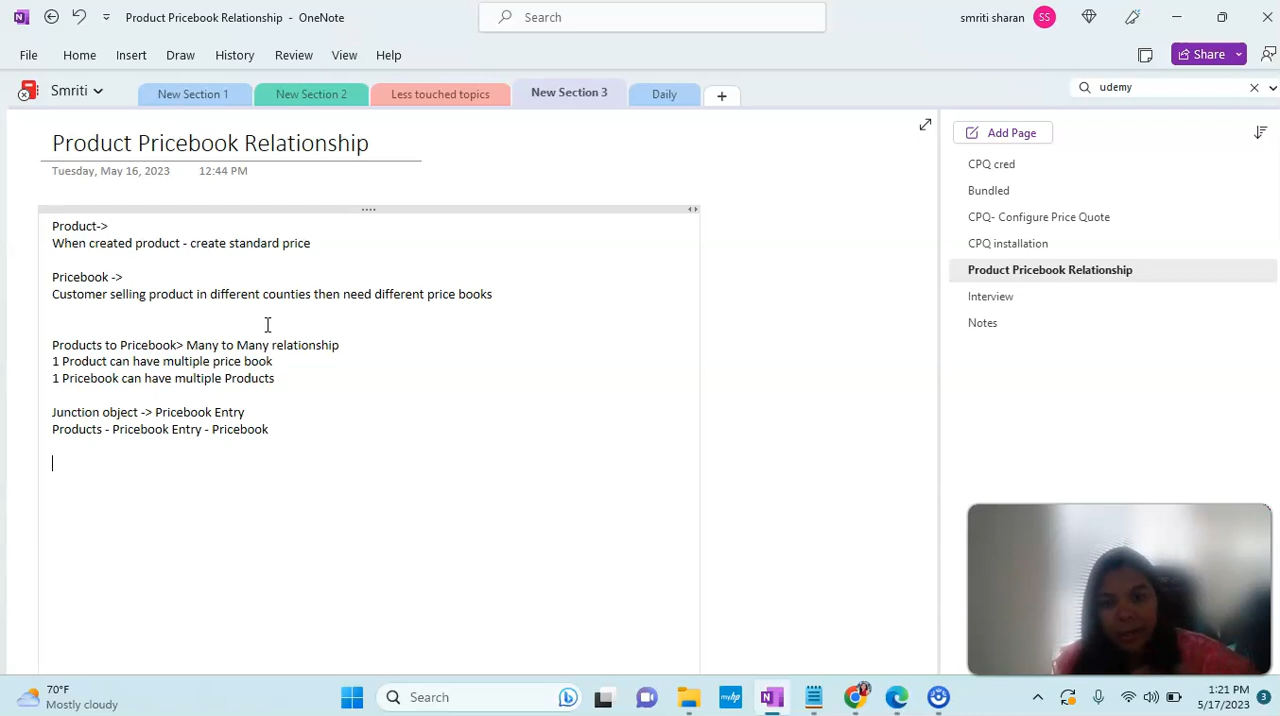 Product Pricebook Relationship - OneNote
Search
smriti sharan
SS
File
Home
Insert
Draw
History
Review
View
Help
Share
Smriti
New Section 1
New Section 2
Less touched topics
New Section 3
Daily
+
udemy
Product Pricebook Relationship
Tuesday, May 16, 2023
12:44 PM
Product->
When created product - create standard price
Pricebook ->
Customer selling product in different counties then need different price books
Products to Pricebook> Many to Many relationship
1 Product can have multiple price book
1 Pricebook can have multiple Products
Junction object -> Pricebook Entry
Products - Pricebook Entry - Pricebook
Add Page
CPQ cred
Bundled
CPQ- Configure Price Quote
CPQ installation
Product Pricebook Relationship
Interview
Notes
70°F
Mostly cloudy
Search
myhp
1:21 PM
5/17/2023
3